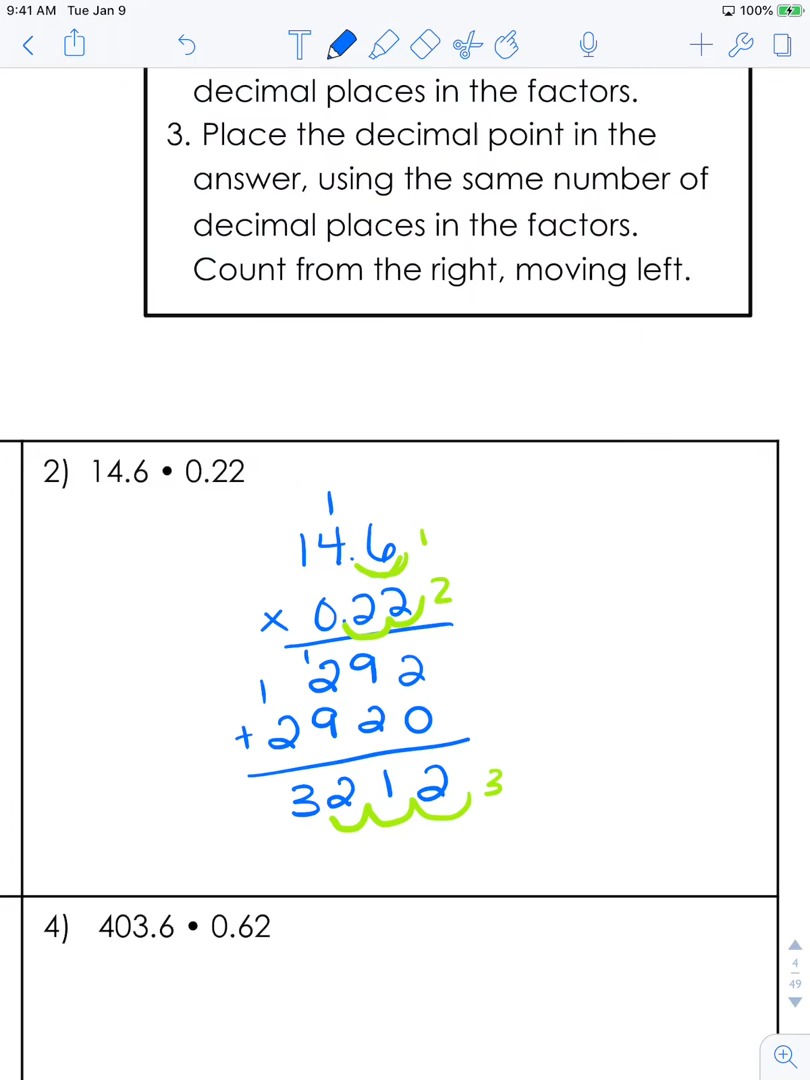 9:41 AM Tue Jan 9 100%
T
decimal places in the factors.
3. Place the decimal point in the
answer, using the same number of
decimal places in the factors.
Count from the right, moving left.
2) 14.6 • 0.22
1
14.6 1
× 0.22 2
1
292
1
+2920
3212 3
4) 403.6 • 0.62
4
49